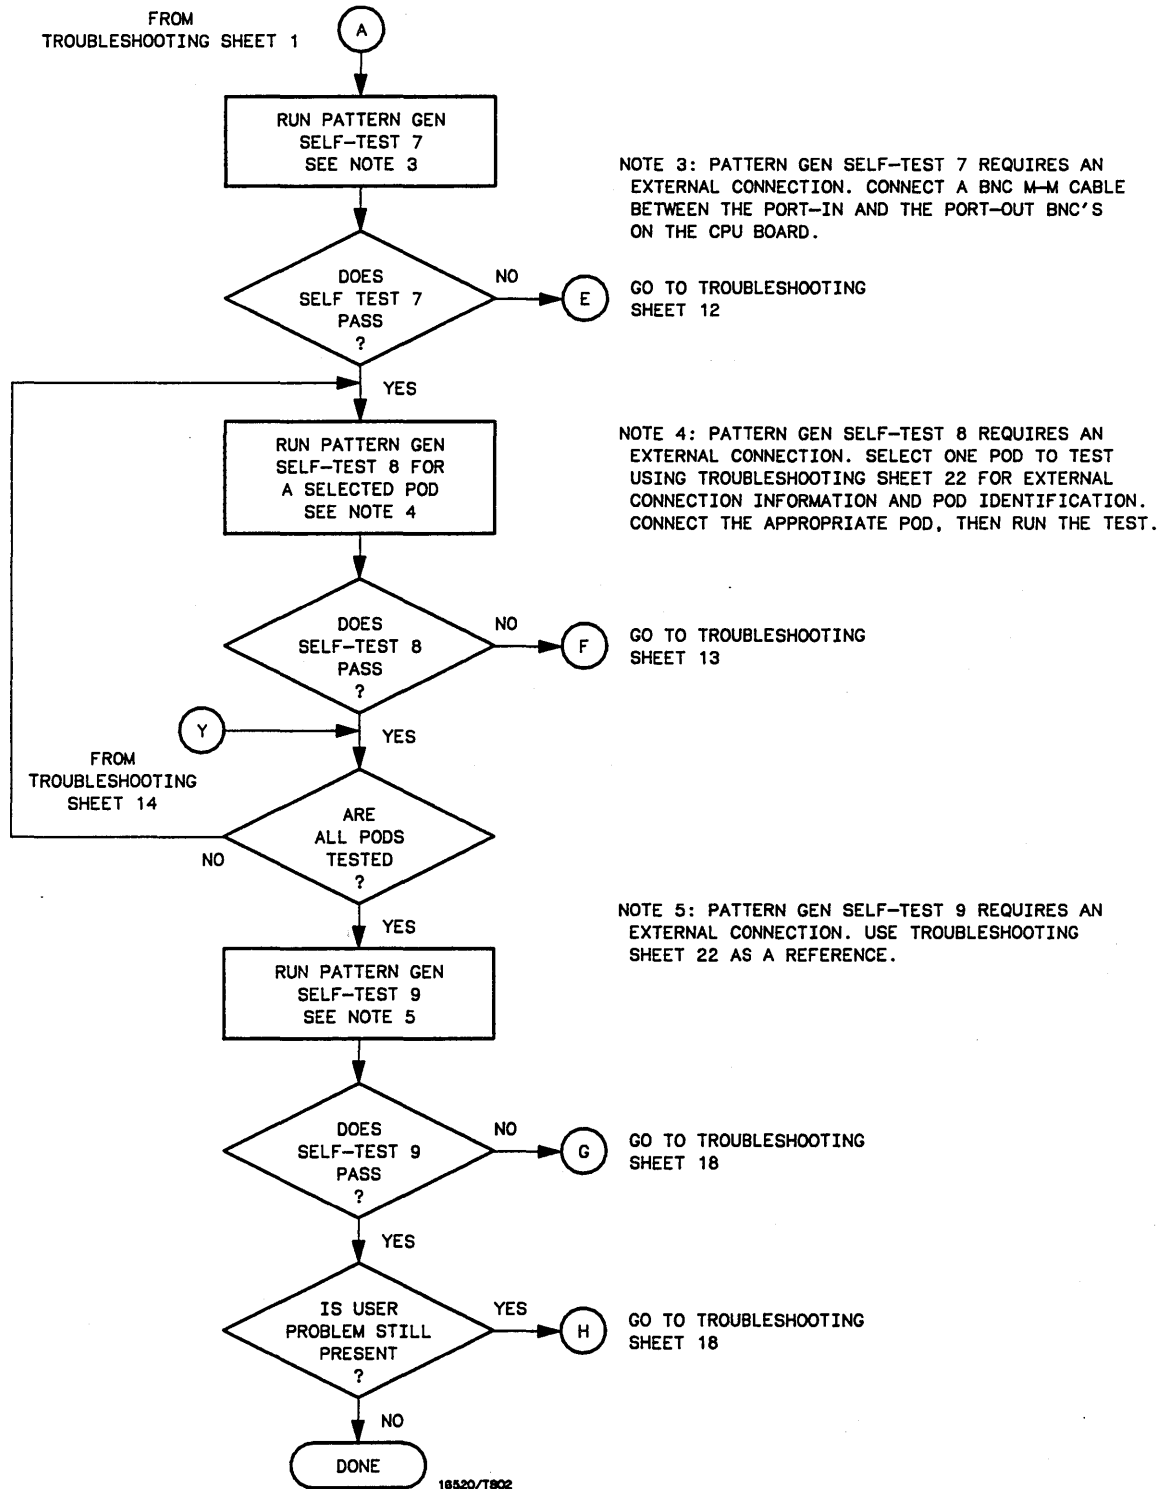 FROM
TROUBLESHOOTING SHEET 1
A
RUN PATTERN GEN
SELF-TEST 7
SEE NOTE 3
NOTE 3: PATTERN GEN SELF-TEST 7 REQUIRES AN
EXTERNAL CONNECTION. CONNECT A BNC M-M CABLE
BETWEEN THE PORT-IN AND THE PORT-OUT BNC'S
ON THE CPU BOARD.
DOES
SELF TEST 7
PASS
?
NO
E
GO TO TROUBLESHOOTING
SHEET 12
YES
RUN PATTERN GEN
SELF-TEST 8 FOR
A SELECTED POD
SEE NOTE 4
NOTE 4: PATTERN GEN SELF-TEST 8 REQUIRES AN
EXTERNAL CONNECTION. SELECT ONE POD TO TEST
USING TROUBLESHOOTING SHEET 22 FOR EXTERNAL
CONNECTION INFORMATION AND POD IDENTIFICATION.
CONNECT THE APPROPRIATE POD, THEN RUN THE TEST.
DOES
SELF-TEST 8
PASS
?
NO
F
GO TO TROUBLESHOOTING
SHEET 13
Y
YES
FROM
TROUBLESHOOTING
SHEET 14
ARE
ALL PODS
TESTED
?
NO
YES
RUN PATTERN GEN
SELF-TEST 9
SEE NOTE 5
NOTE 5: PATTERN GEN SELF-TEST 9 REQUIRES AN
EXTERNAL CONNECTION. USE TROUBLESHOOTING
SHEET 22 AS A REFERENCE.
DOES
SELF-TEST 9
PASS
?
NO
G
GO TO TROUBLESHOOTING
SHEET 18
YES
IS USER
PROBLEM STILL
PRESENT
?
YES
H
GO TO TROUBLESHOOTING
SHEET 18
NO
DONE
16520/T802